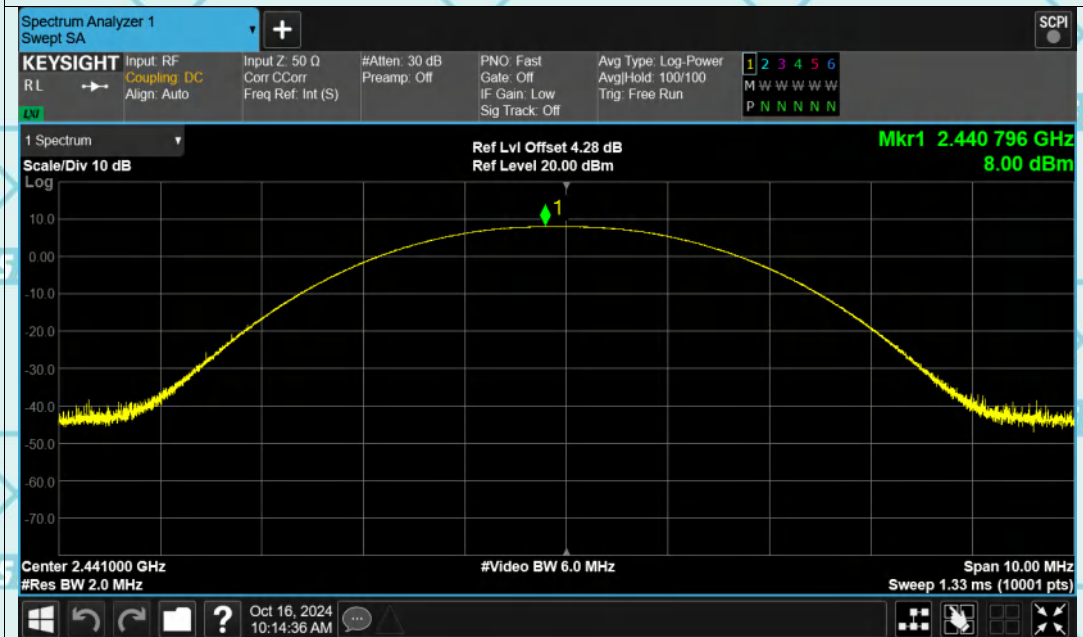 Spectrum Analyzer 1
Swept SA
+
SCPI
KEYSIGHT
RL
LXI
Input: RF
Coupling: DC
Align: Auto
Input Z: 50 Ω
Corr CCorr
Freq Ref: Int (S)
#Atten: 30 dB
Preamp: Off
PNO: Fast
Gate: Off
IF Gain: Low
Sig Track: Off
Avg Type: Log-Power
Avg|Hold: 100/100
Trig: Free Run
1 2 3 4 5 6
M W W W W W
P N N N N N
1 Spectrum
Scale/Div 10 dB
Ref Lvl Offset 4.28 dB
Ref Level 20.00 dBm
Mkr1 2.440 796 GHz
8.00 dBm
Log
1
10.0
0.00
-10.0
-20.0
-30.0
-40.0
-50.0
-60.0
-70.0
Center 2.441000 GHz
#Video BW 6.0 MHz
Span 10.00 MHz
#Res BW 2.0 MHz
Sweep 1.33 ms (10001 pts)
?
Oct 16, 2024
10:14:36 AM